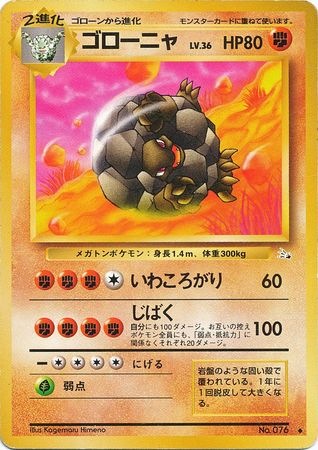 2進化
ゴローンから進化
モンスターカードに重ねて使います。
ゴローニャ LV.36 HP80
メガトンポケモン：身長1.4m、体重300kg
いわころがり 60
じばく 100
自分にも100ダメージ。お互いの控え
ポケモン全員にも、「弱点・抵抗力」に
関係なくそれぞれ20ダメージ。
にげる
弱点
岩盤のような固い殻で
覆われている。1年に
1回脱皮して大きくな
る。
Illus.Kagemaru Himeno
No.076